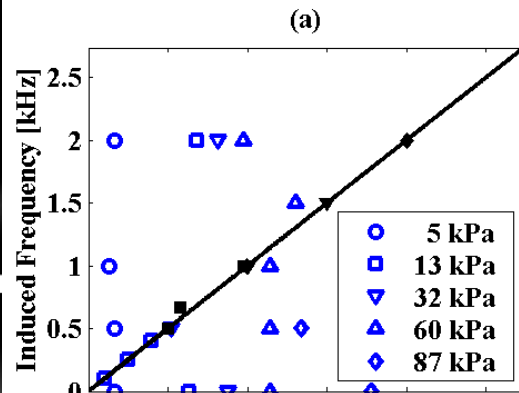 (a)
Induced Frequency [kHz]
2.5
2
1.5
1
0.5
0
5 kPa
13 kPa
32 kPa
60 kPa
87 kPa